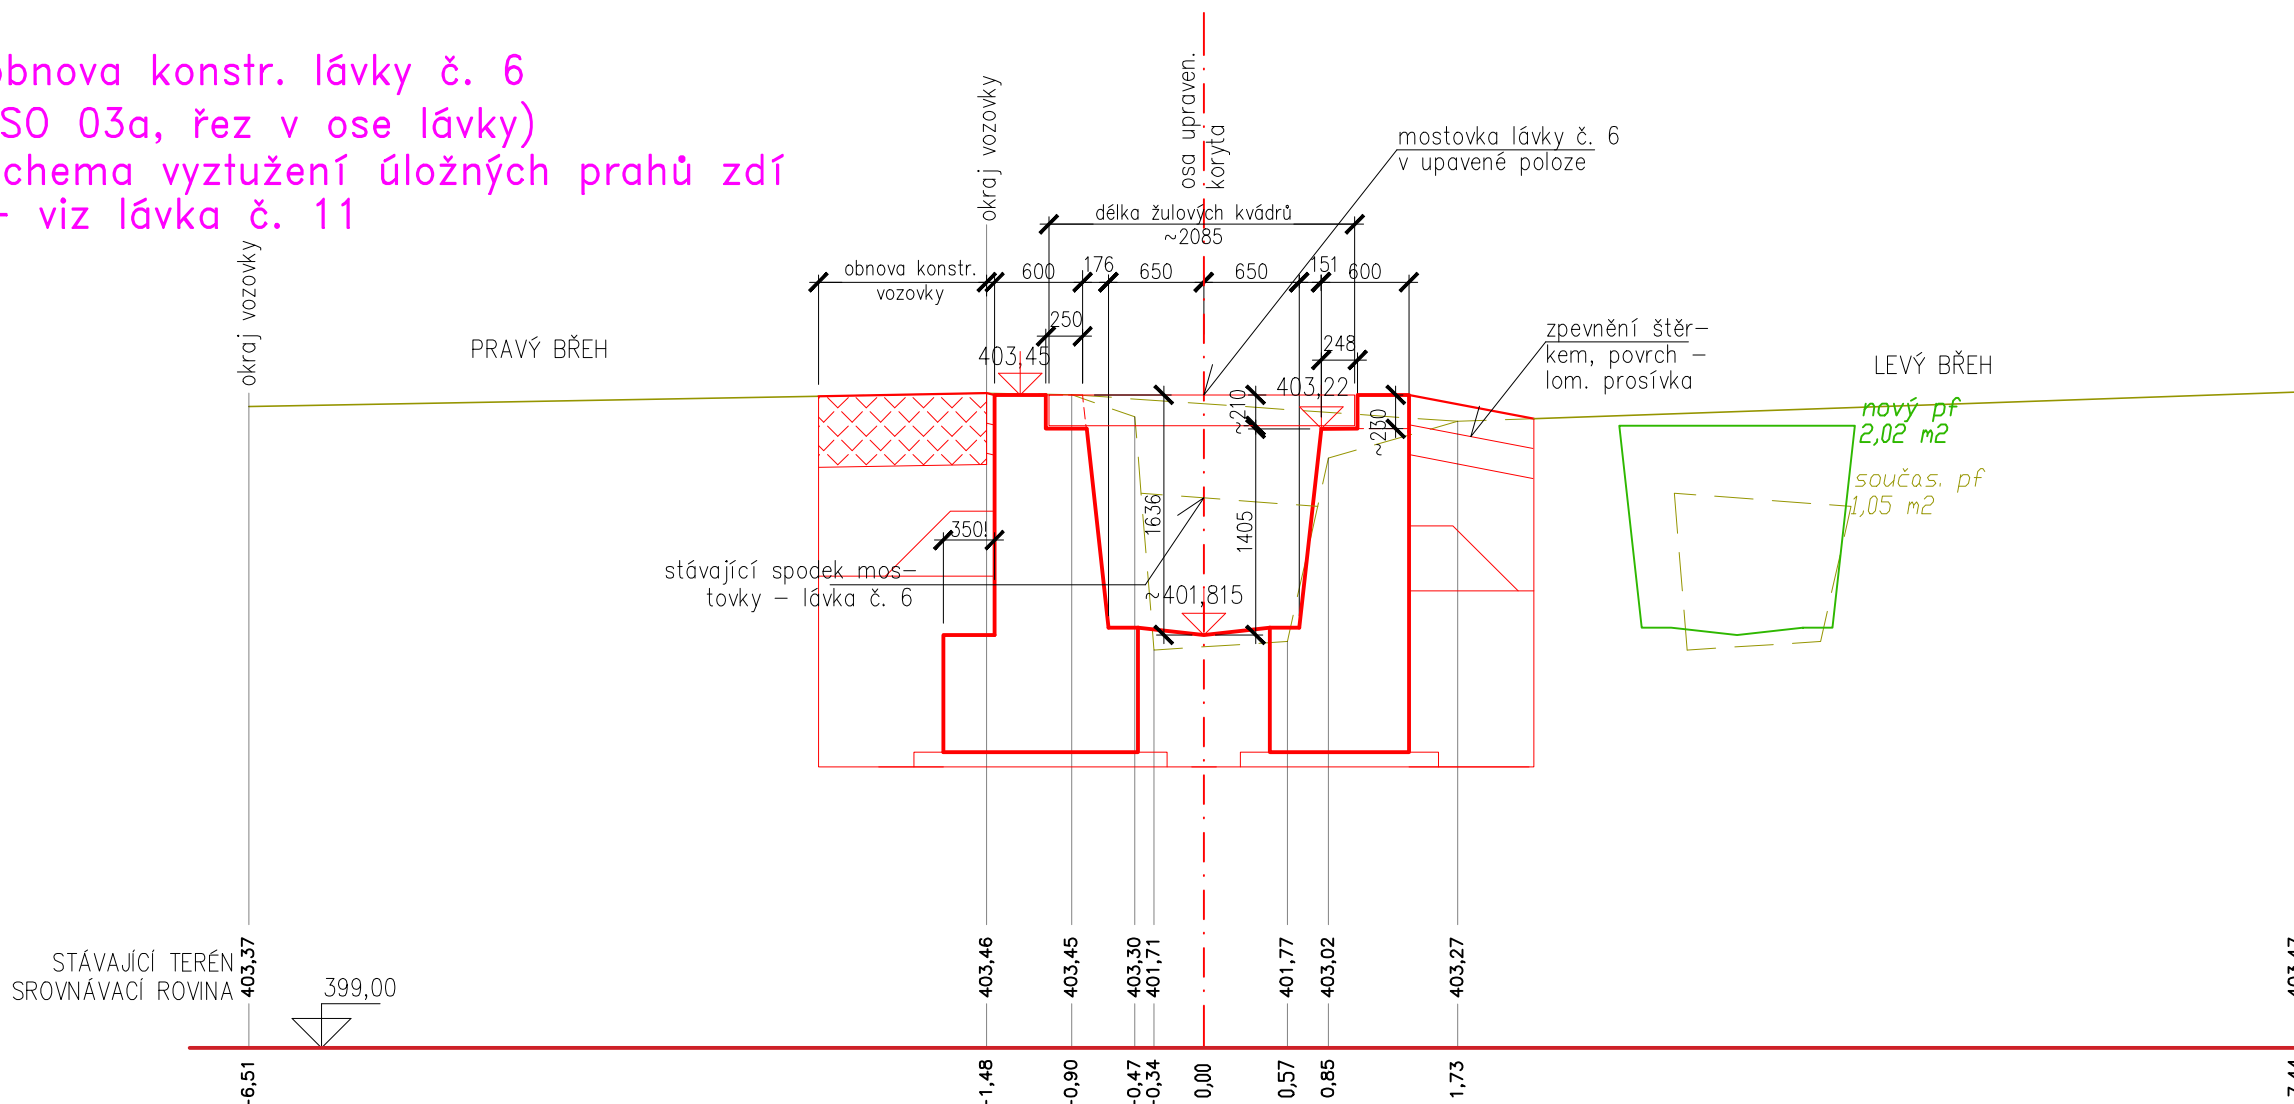 obnova konstr. lávky č. 6
SO 03a, řez v ose lávky)
chema vyztužení úložných prahů zdí
- viz lávka č. 11
okraj vozovky
okraj vozovky
osa upraven.
koryta
mostovka lávky č. 6
v upavené poloze
délka žulových kvádrů
~2085
obnova konstr.
vozovky
600
176
650
650
151
600
250
248
403,45
403,22
PRAVÝ BŘEH
LEVÝ BŘEH
zpevnění štěr-
kem, povrch -
lom. prosívka
~210
~230
nový pf
2,02 m2
součas. pf
1,05 m2
1636
1405
350!
stávající spodek mos-
tovky - lávka č. 6
~401,815
STÁVAJÍCÍ TERÉN
SROVNÁVACÍ ROVINA
399,00
403,37
403,46
403,45
403,30
401,71
401,77
403,02
403,27
403,47
-6,51
-1,48
-0,90
-0,47
-0,34
0,00
0,57
0,85
1,73
7,44